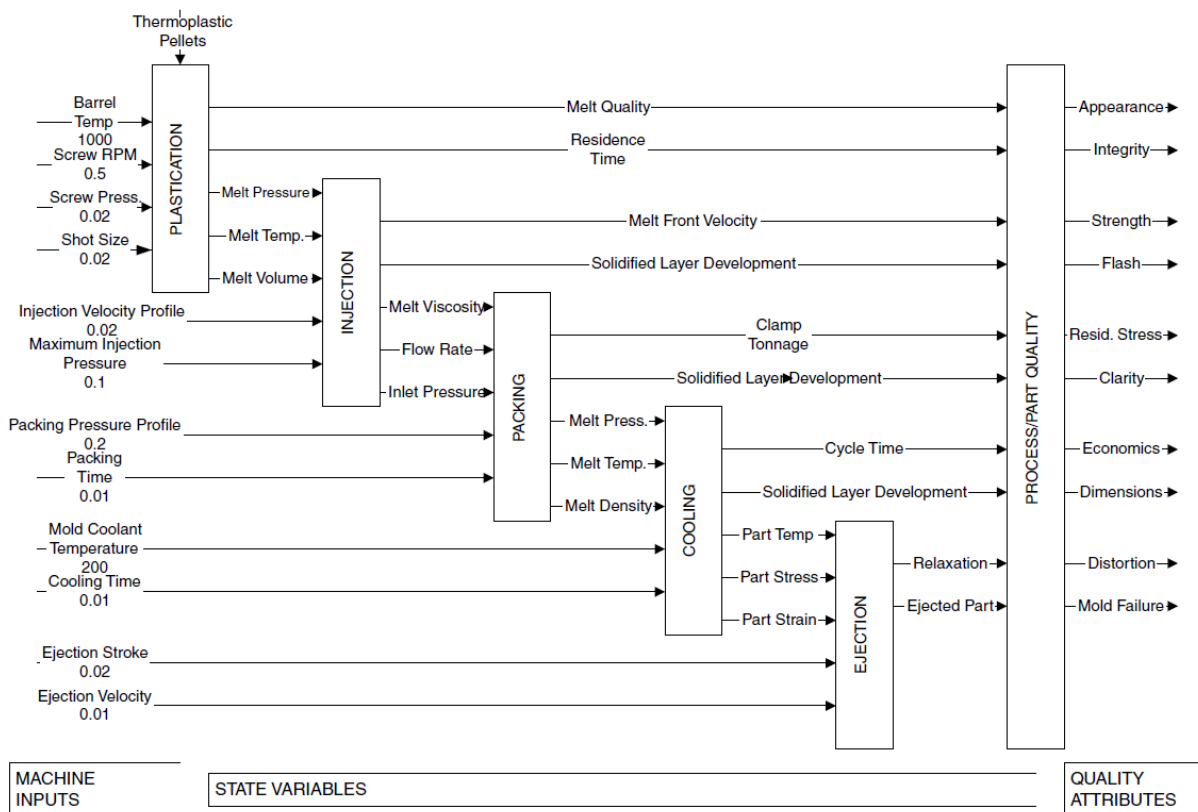 Thermoplastic
Pellets
Barrel
Temp
1000
Screw RPM
0.5
Screw Press.
0.02
Shot Size
0.02
PLASTICATION
Melt Quality
Residence
Time
Melt Pressure
Melt Temp.
Melt Volume
Injection Velocity Profile
0.02
Maximum Injection
Pressure
0.1
INJECTION
Melt Front Velocity
Solidified Layer Development
Melt Viscosity
Flow Rate
Inlet Pressure
Packing Pressure Profile
0.2
Packing
Time
0.01
PACKING
Clamp
Tonnage
Solidified Layer Development
Melt Press.
Melt Temp.
Melt Density
Mold Coolant
Temperature
200
Cooling Time
0.01
COOLING
Cycle Time
Solidified Layer Development
Part Temp
Part Stress
Part Strain
Ejection Stroke
0.02
Ejection Velocity
0.01
EJECTION
Relaxation
Ejected Part
PROCESS/PART QUALITY
Appearance
Integrity
Strength
Flash
Resid. Stress
Clarity
Economics
Dimensions
Distortion
Mold Failure
MACHINE
INPUTS
STATE VARIABLES
QUALITY
ATTRIBUTES